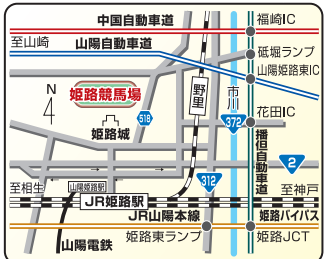 中国自動車道
福崎IC
至山崎
山陽自動車道
砥堀ランプ
山陽姫路東IC
N
姫路競馬場
野里
市川
518
372
花田IC
姫路城
播但自動車道
2
312
至相生
山陽姫路駅
JR姫路駅
至神戸
JR山陽本線
姫路バイパス
山陽電鉄
姫路東ランプ
姫路JCT